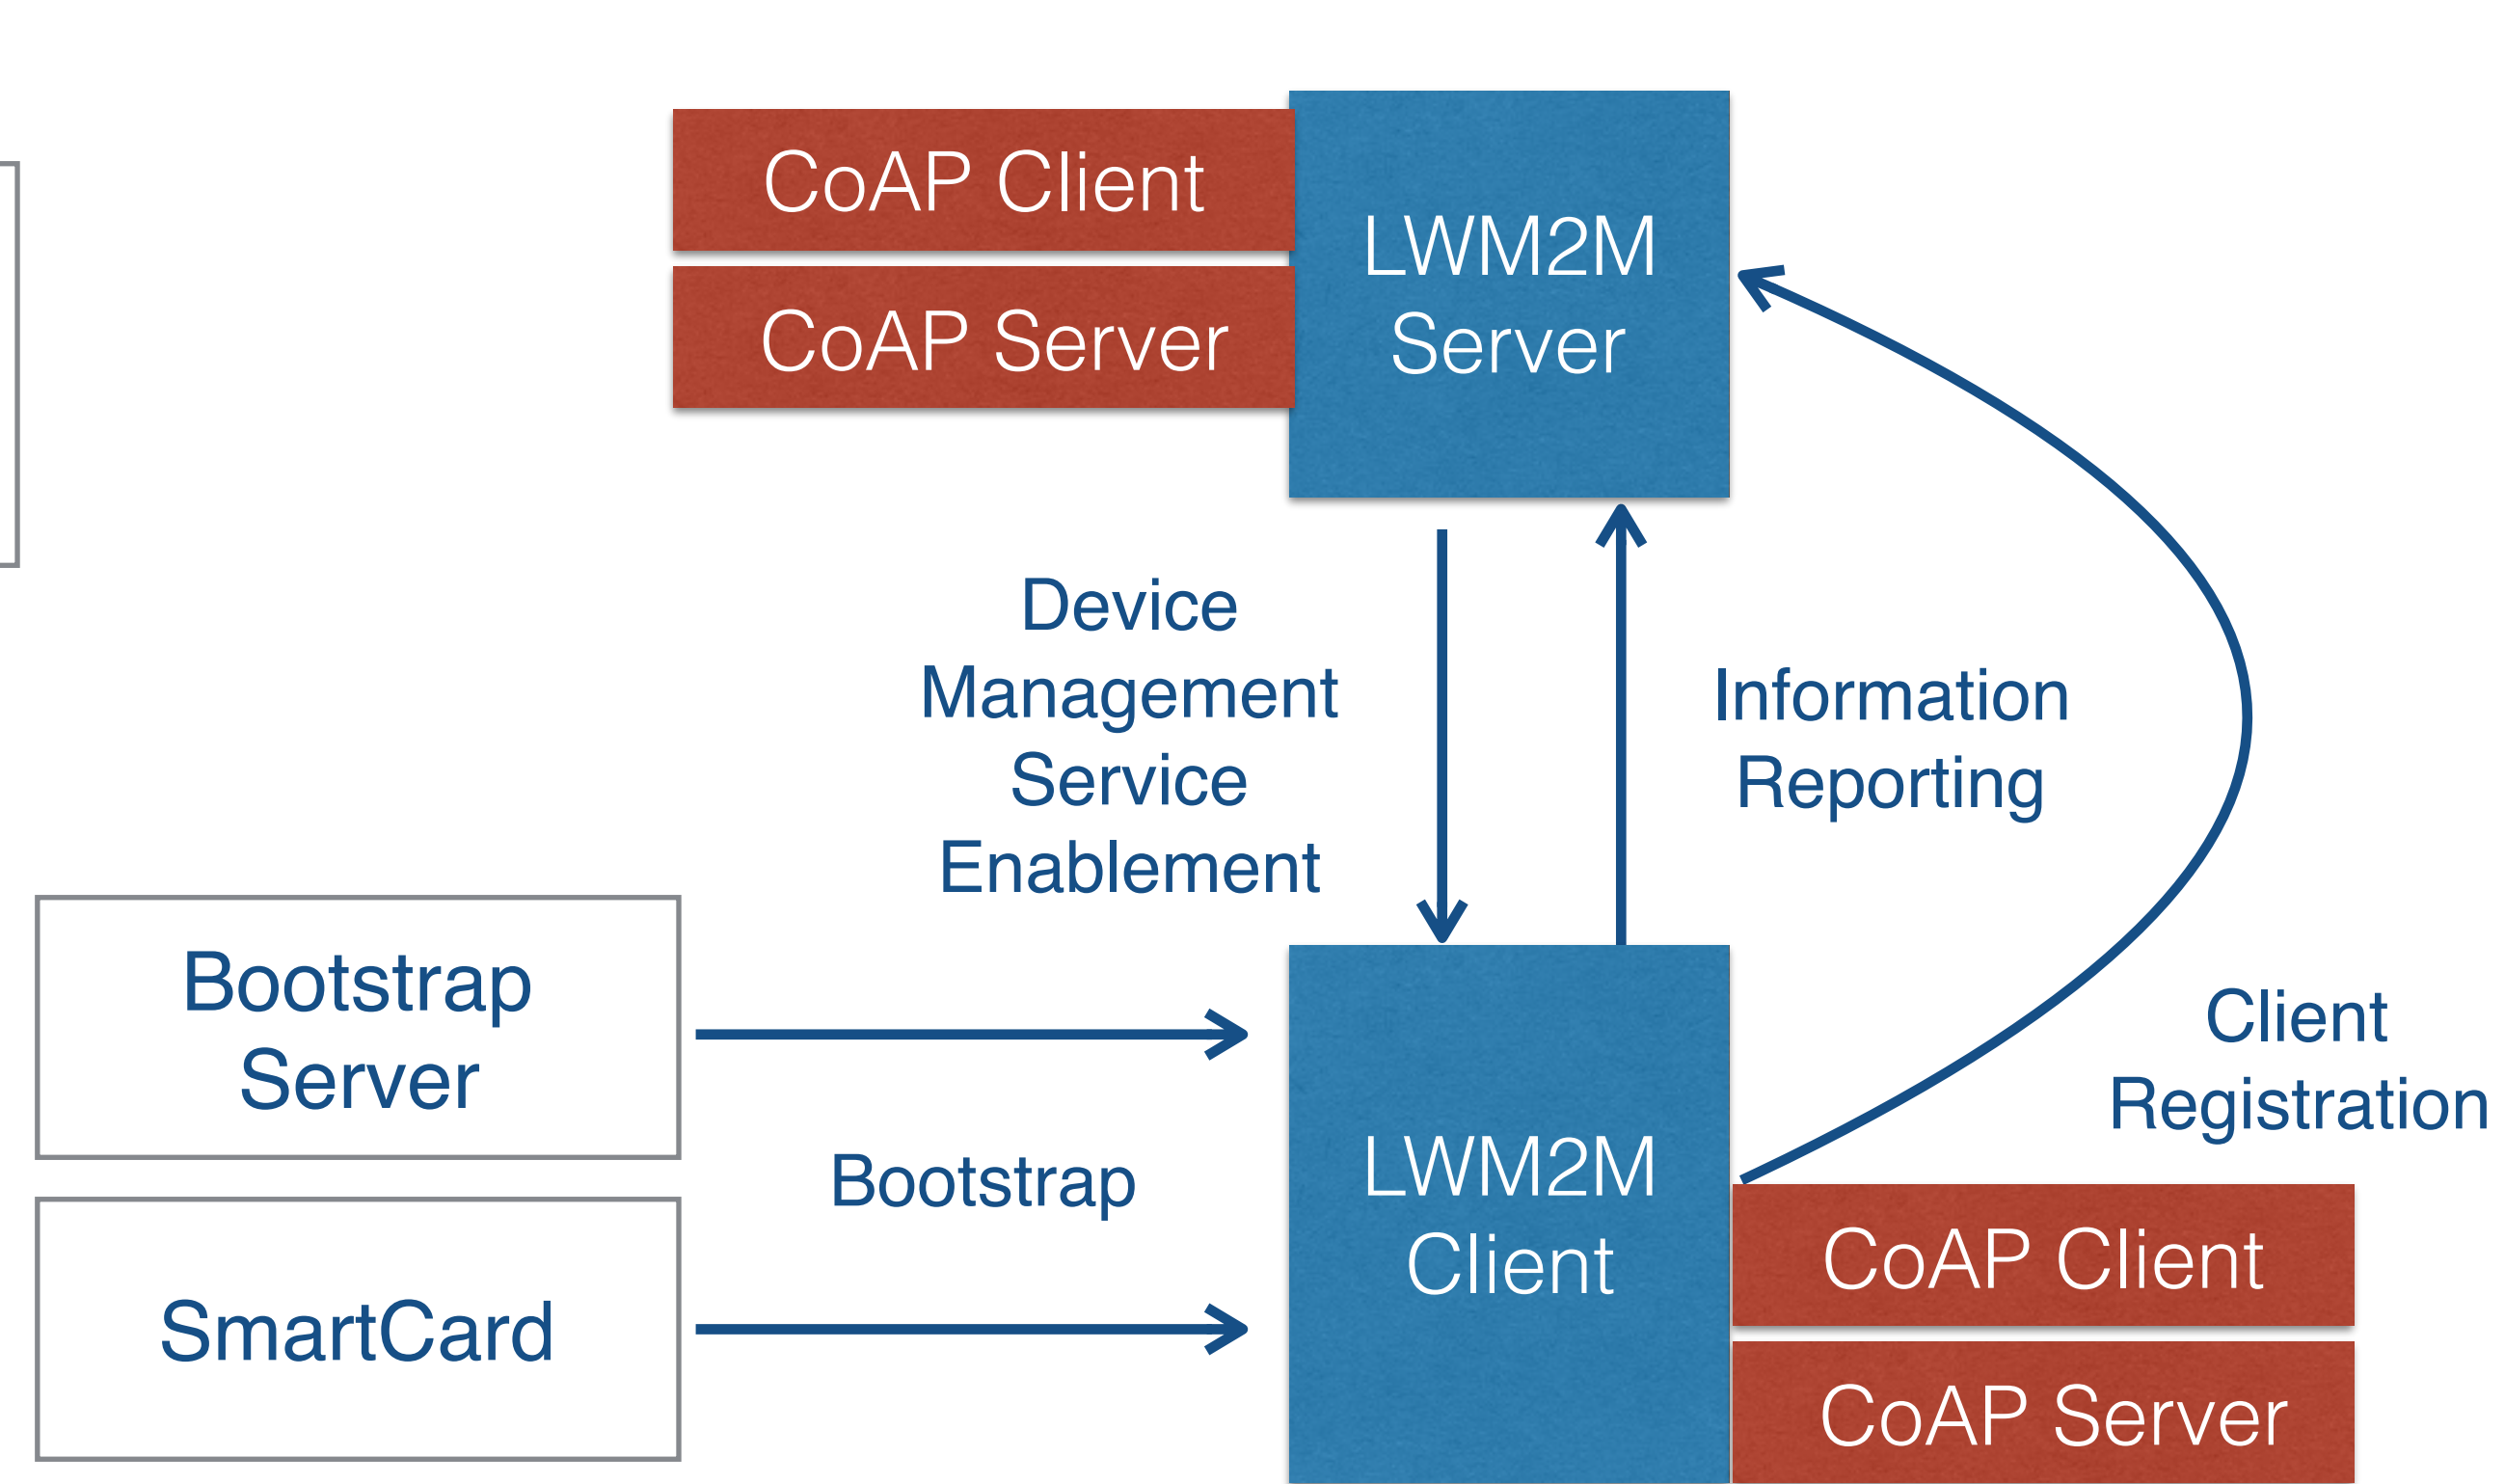 CoAP Client
CoAP Server
LWM2M
Server
Device
Management
Service
Enablement
Information
Reporting
Bootstrap
Server
Bootstrap
SmartCard
LWM2M
Client
Client
Registration
CoAP Client
CoAP Server